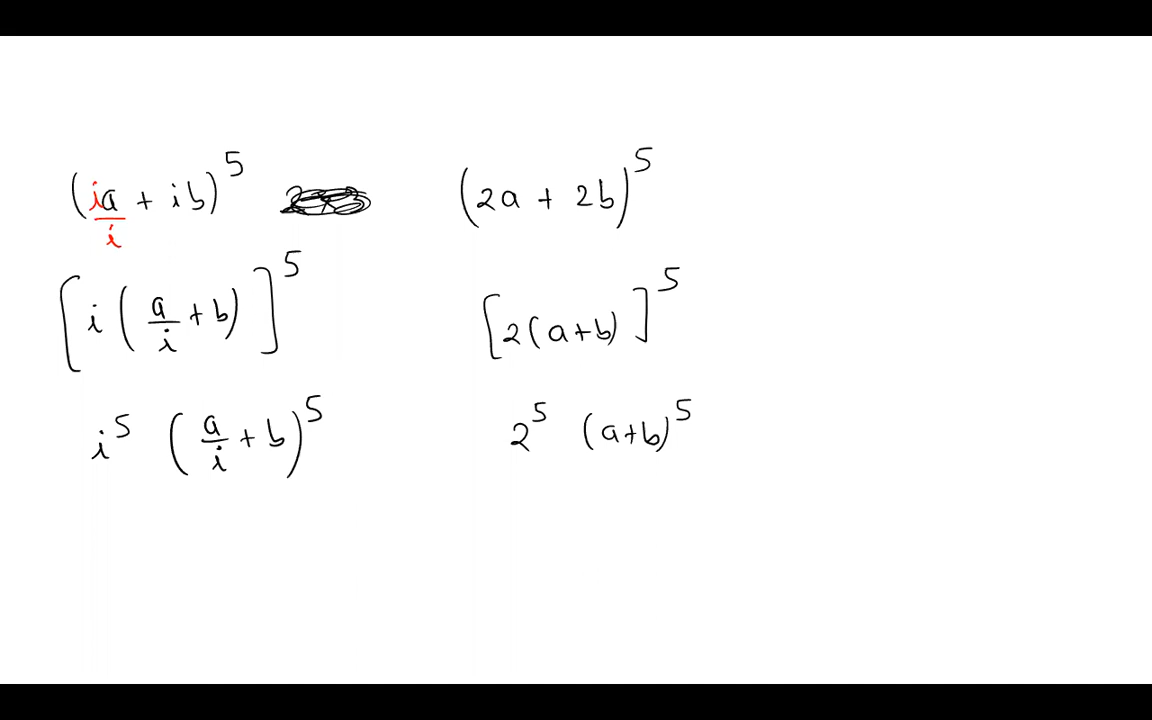 (ia/i + ib)^5 (2a + 2b)^5
[i(a/i + b)]^5 [2(a+b)]^5
i^5 (a/i + b)^5 2^5 (a+b)^5